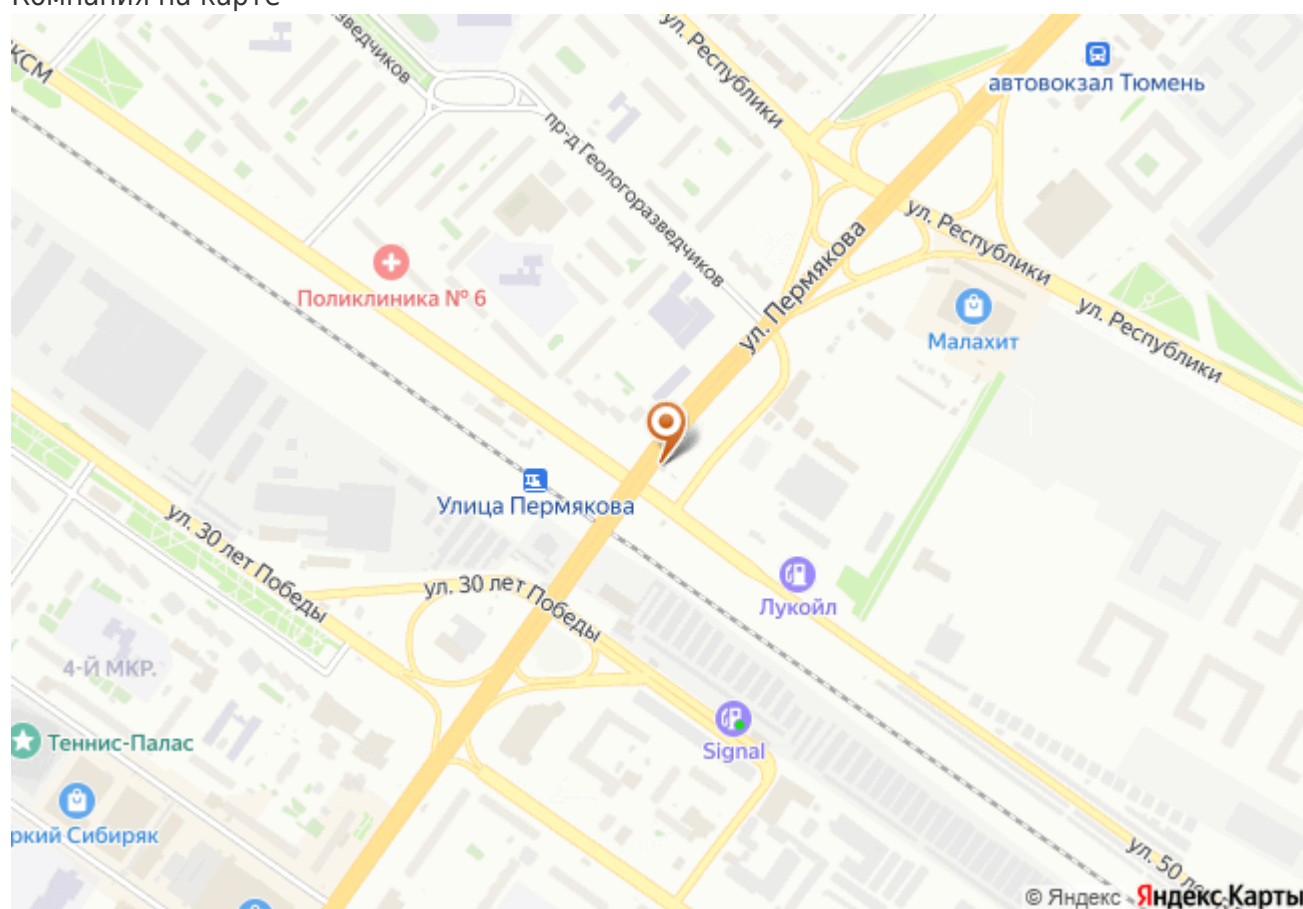 Компания на карте
КСМ
ул. Республики
автовокзал Тюмень
пр-д Геологоразведчиков
ул. Республики
ул. Пермякова
Поликлиника № 6
Малахит
ул. Республики
Улица Пермякова
ул. 30 лет Победы
ул. 30 лет Победы
Лукойл
4-Й МКР.
Signal
Теннис-Палас
ркий Сибиряк
ул. 50 ле
© Яндекс Яндекс Карты